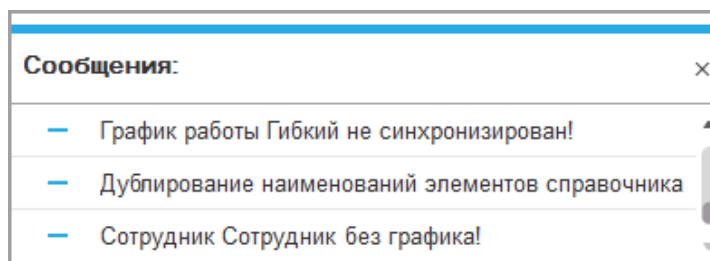 Сообщения:
График работы Гибкий не синхронизирован!
Дублирование наименований элементов справочника
Сотрудник Сотрудник без графика!